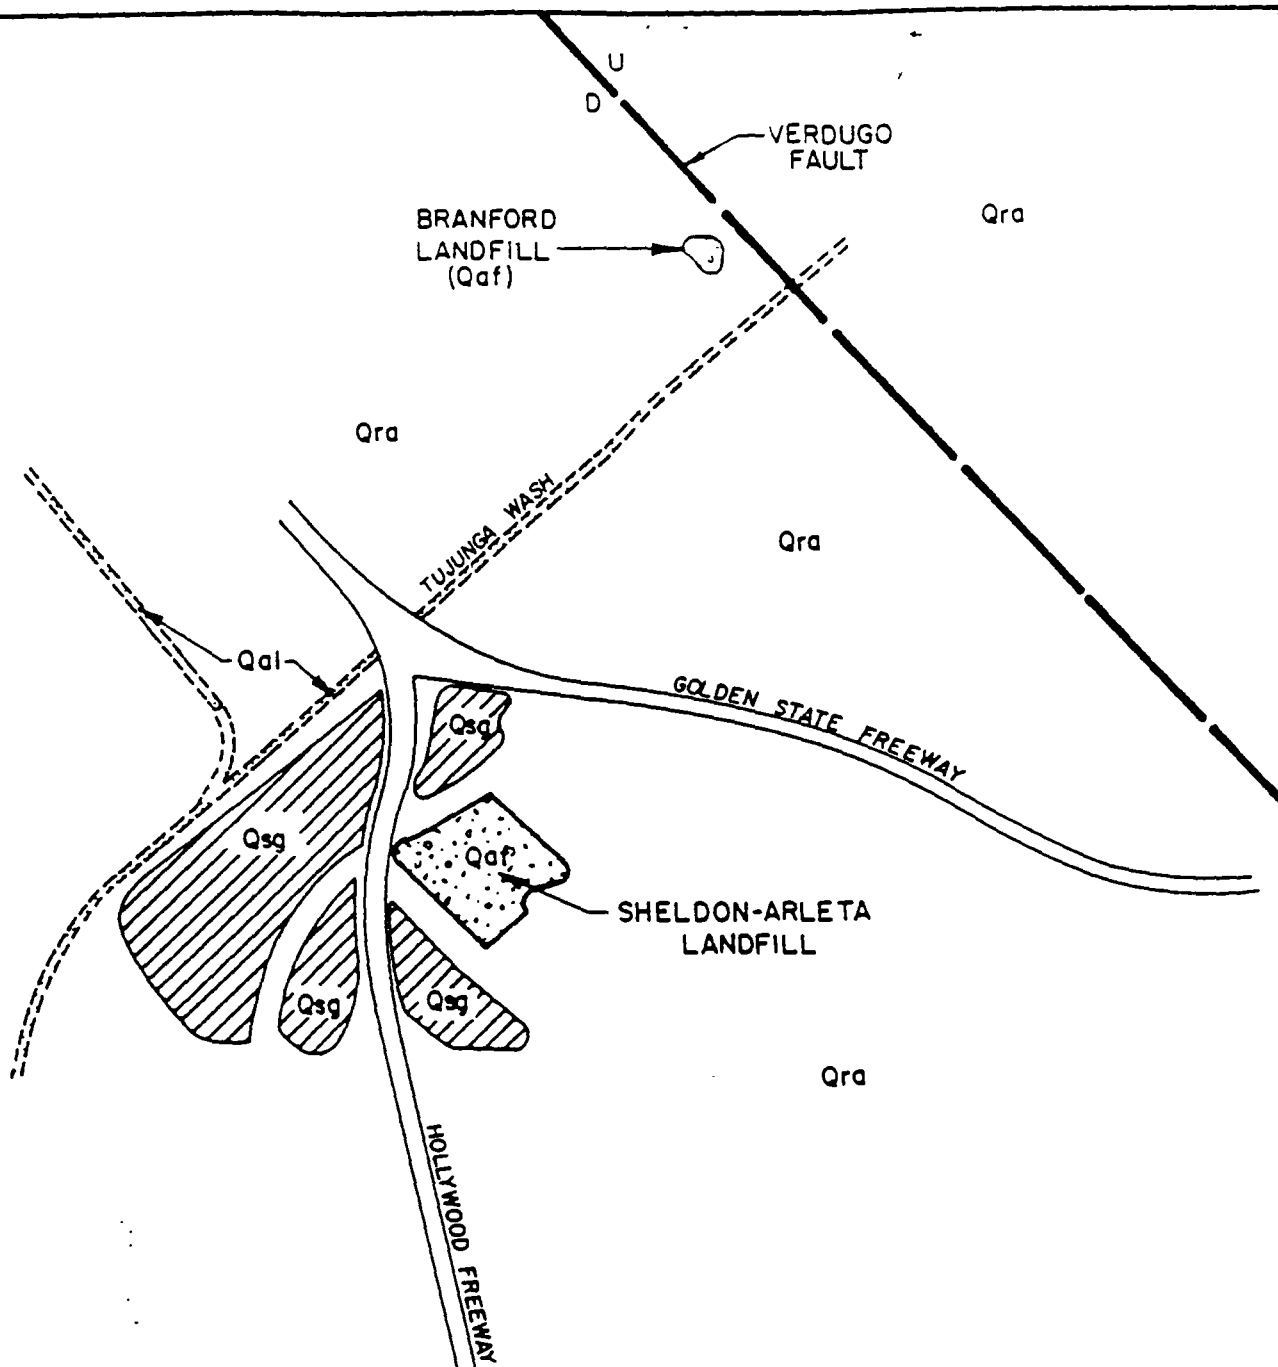 U
D
VERDUGO
FAULT
BRANFORD
LANDFILL
(Qaf)
Qra
Qra
TUJUNGA WASH
Qra
Qal
GOLDEN STATE FREEWAY
Qsg
Qsg
Qaf
SHELDON-ARLETA
LANDFILL
Qsg
Qsg
Qra
HOLLYWOOD FREEWAY